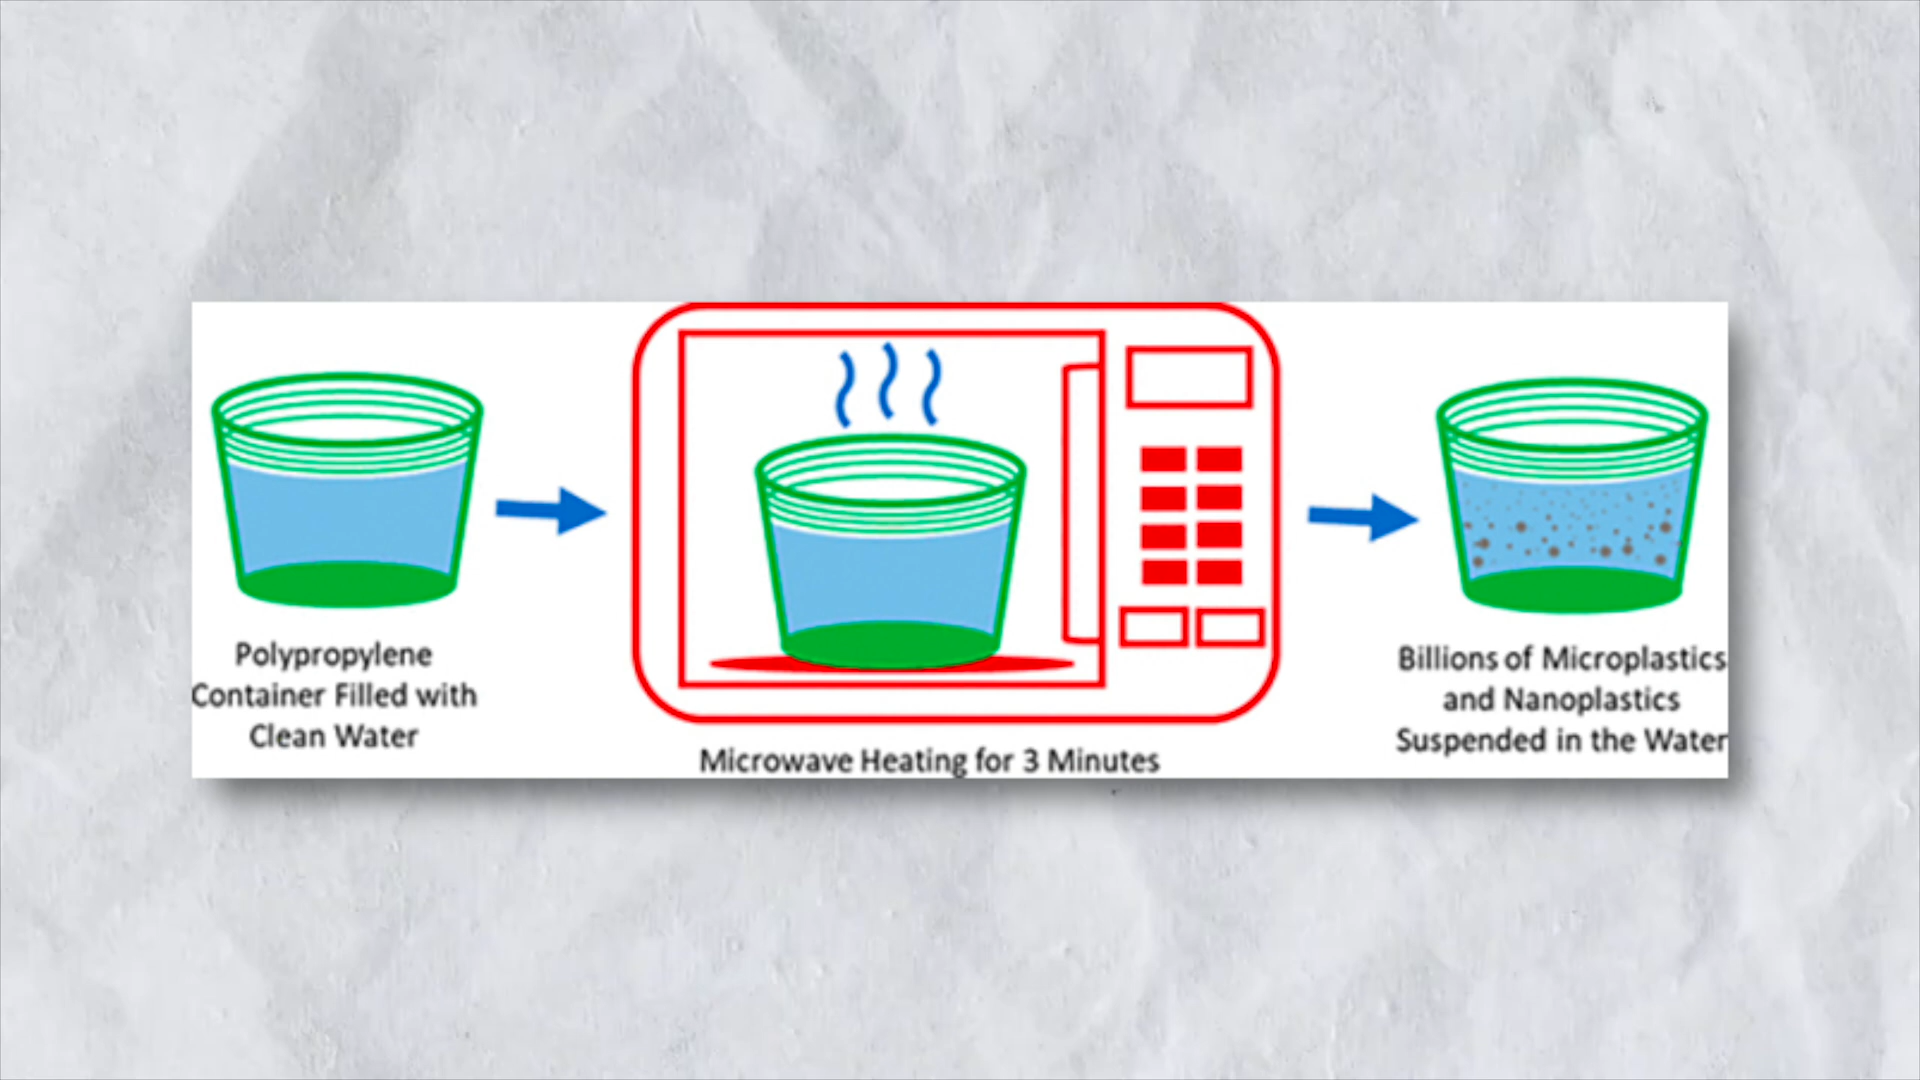 Polypropylene
Container Filled with
Clean Water
Microwave Heating for 3 Minutes
Billions of Microplastics
and Nanoplastics
Suspended in the Water